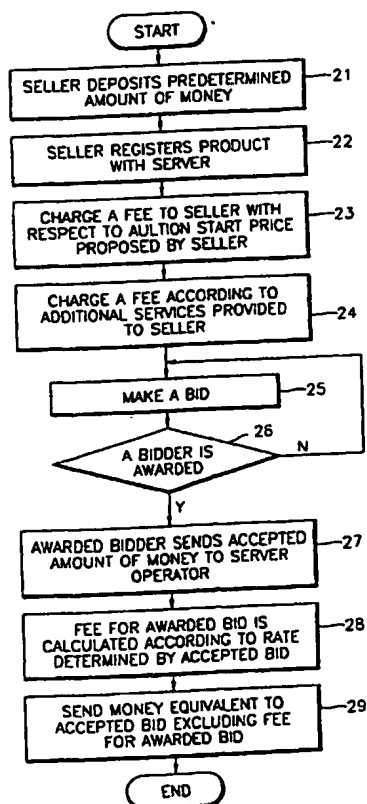 START
SELLER DEPOSITS PREDETERMINED
AMOUNT OF MONEY
21
SELLER REGISTERS PRODUCT
WITH SERVER
22
CHARGE A FEE TO SELLER WITH
RESPECT TO AULTION START PRICE
PROPOSED BY SELLER
23
CHARGE A FEE ACCORDING TO
ADDITIONAL SERVICES PROVIDED
TO SELLER
24
MAKE A BID
25
26
A BIDDER IS
AWARDED
N
Y
AWARDED BIDDER SENDS ACCEPTED
AMOUNT OF MONEY TO SERVER
OPERATOR
27
FEE FOR AWARDED BID IS
CALCULATED ACCORDING TO RATE
DETERMINED BY ACCEPTED BID
28
SEND MONEY EQUIVALENT TO
ACCEPTED BID EXCLUDING FEE
FOR AWARDED BID
29
END